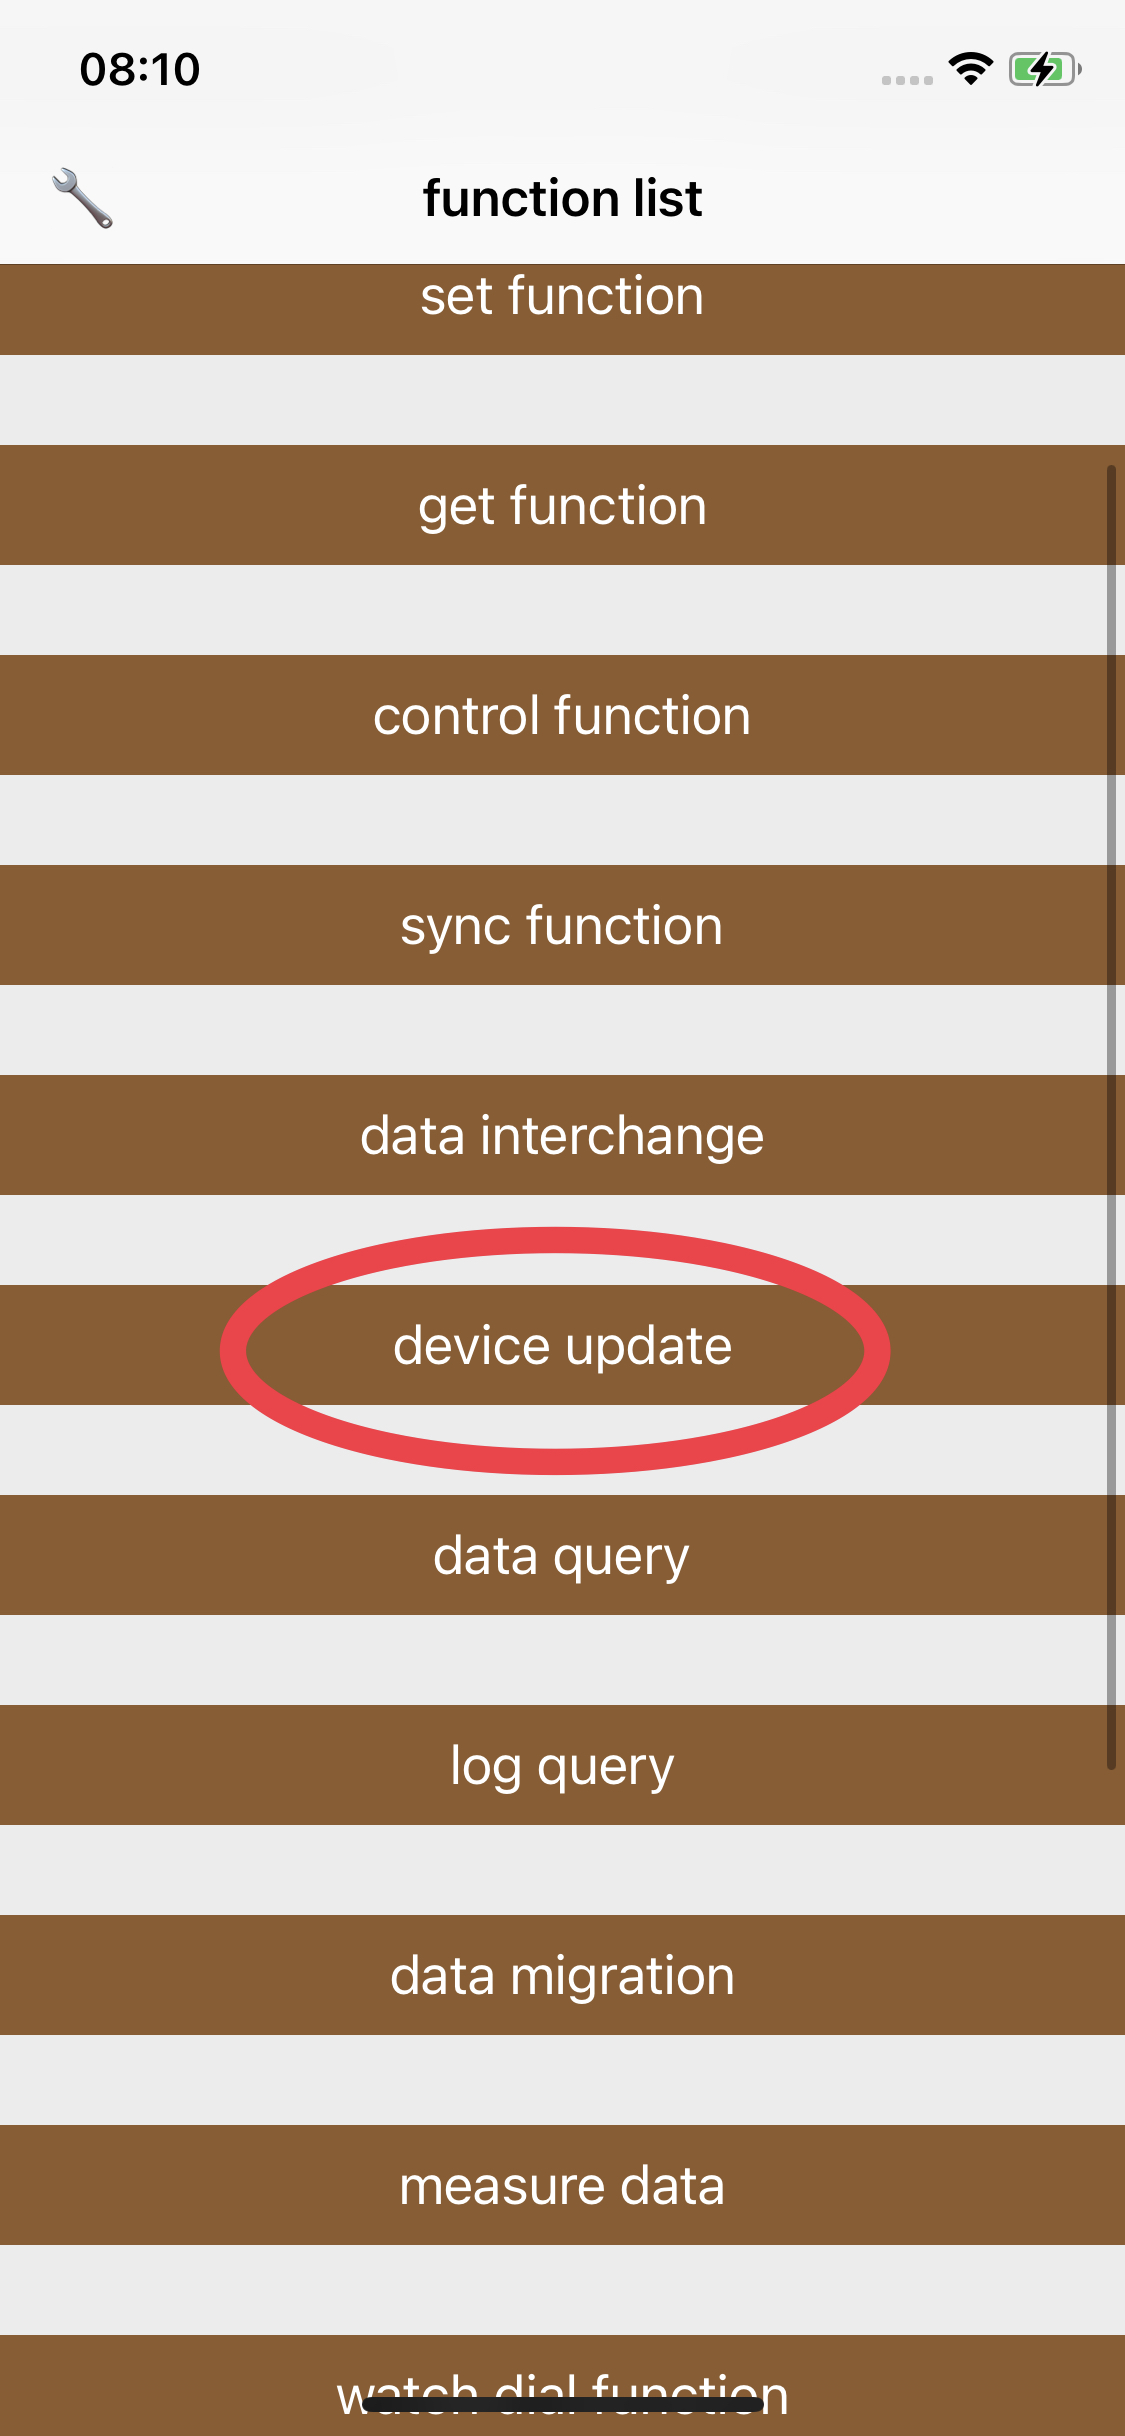 08:10
function list
set function
get function
control function
sync function
data interchange
device update
data query
log query
data migration
measure data
watch dial function